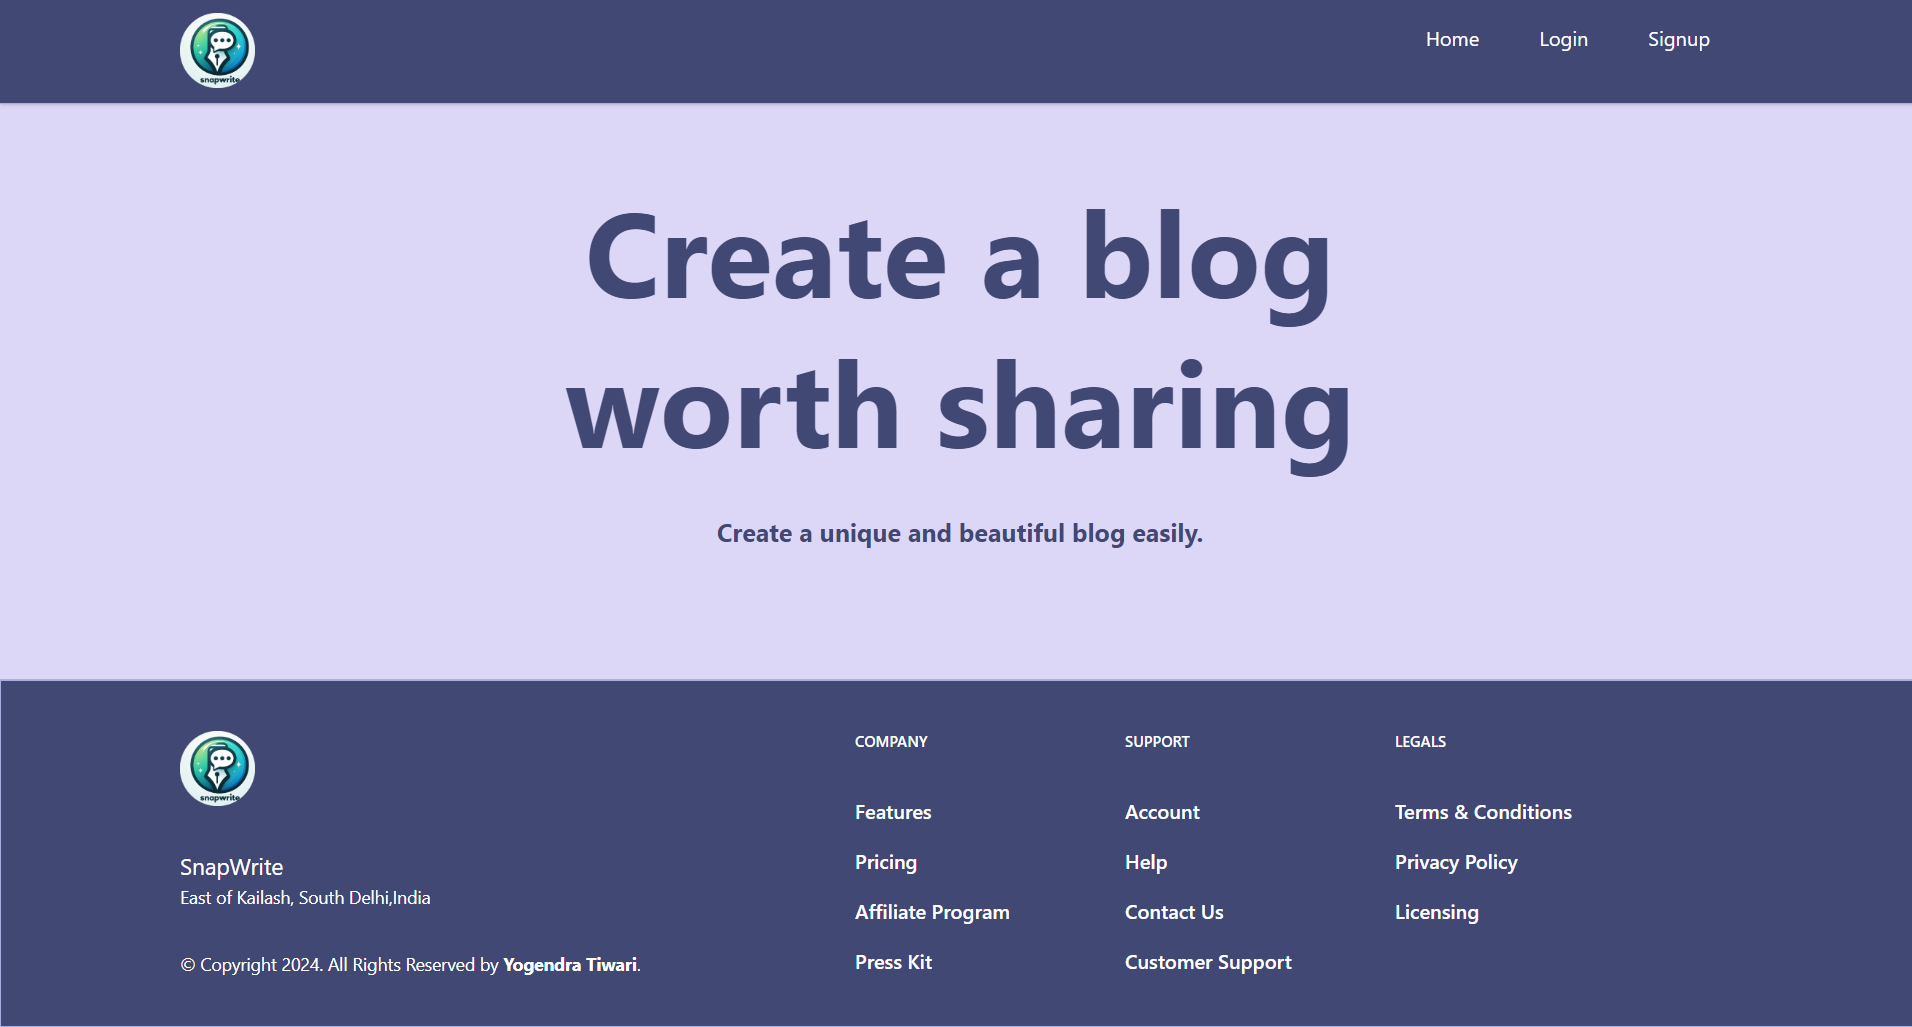 snapwrite
Home Login Signup
Create a blog
worth sharing
Create a unique and beautiful blog easily.
snapwrite
SnapWrite
East of Kailash, South Delhi,India
© Copyright 2024. All Rights Reserved by Yogendra Tiwari.
COMPANY
Features
Pricing
Affiliate Program
Press Kit
SUPPORT
Account
Help
Contact Us
Customer Support
LEGALS
Terms & Conditions
Privacy Policy
Licensing